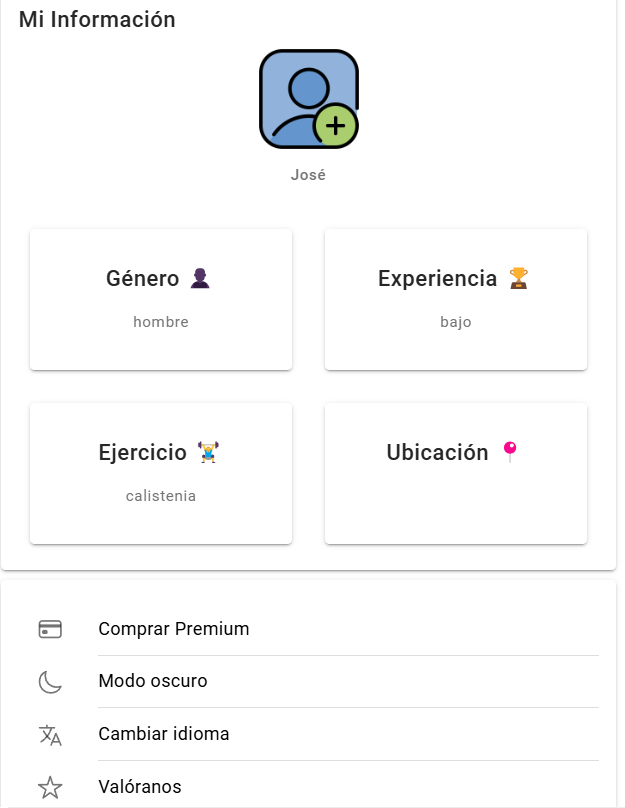 Mi Información
José
Género
Experiencia
hombre
bajo
Ejercicio
Ubicación
calistenia
Comprar Premium
Modo oscuro
Cambiar idioma
Valóranos